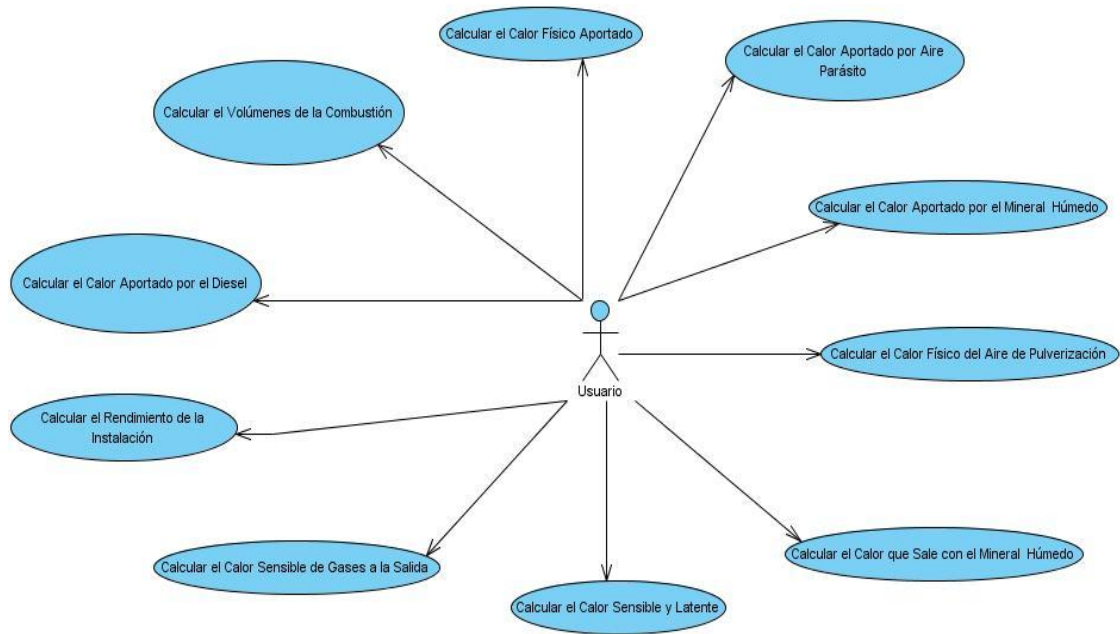 Calcular el Calor Físico Aportado
Calcular el Calor Aportado por Aire
Parásito
Calcular el Volúmenes de la Combustión
Calcular el Calor Aportado por el Mineral Húmedo
Calcular el Calor Aportado por el Diesel
Calcular el Calor Físico del Aire de Pulverización
Usuario
Calcular el Rendimiento de la
Instalación
Calcular el Calor que Sale con el Mineral Húmedo
Calcular el Calor Sensible de Gases a la Salida
Calcular el Calor Sensible y Latente